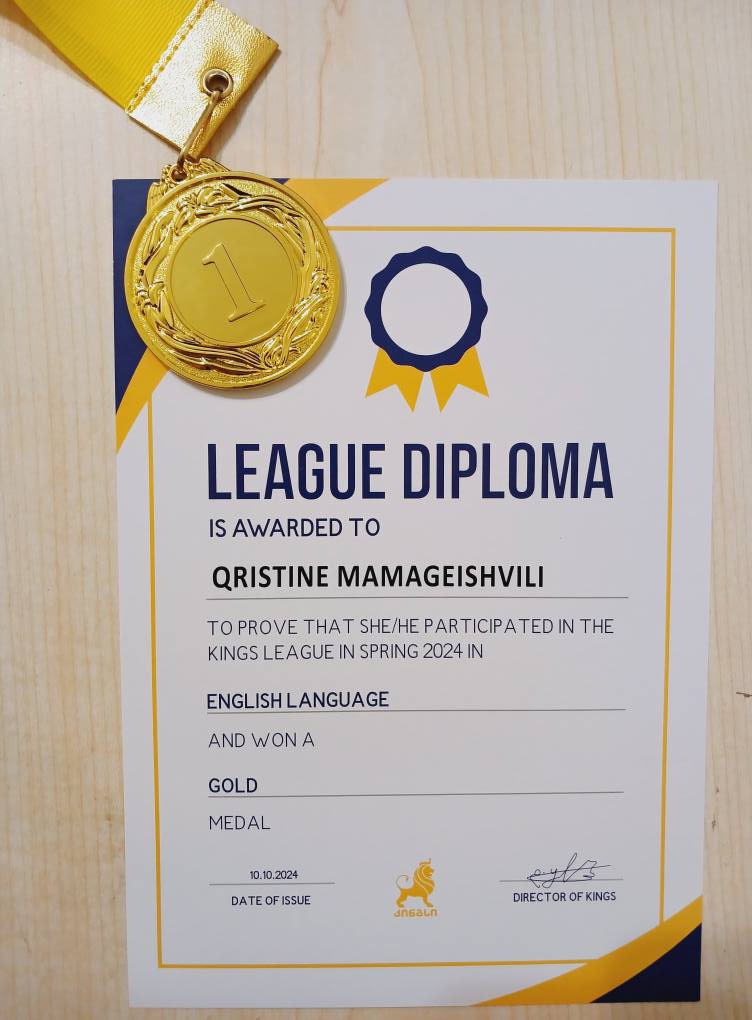 1
LEAGUE DIPLOMA
IS AWARDED TO
QRISTINE MAMAGEISHVILI
TO PROVE THAT SHE/HE PARTICIPATED IN THE
KINGS LEAGUE IN SPRING 2024 IN
ENGLISH LANGUAGE
AND WON A
GOLD
MEDAL
10.10.2024
DATE OF ISSUE
კინგსი
DIRECTOR OF KINGS